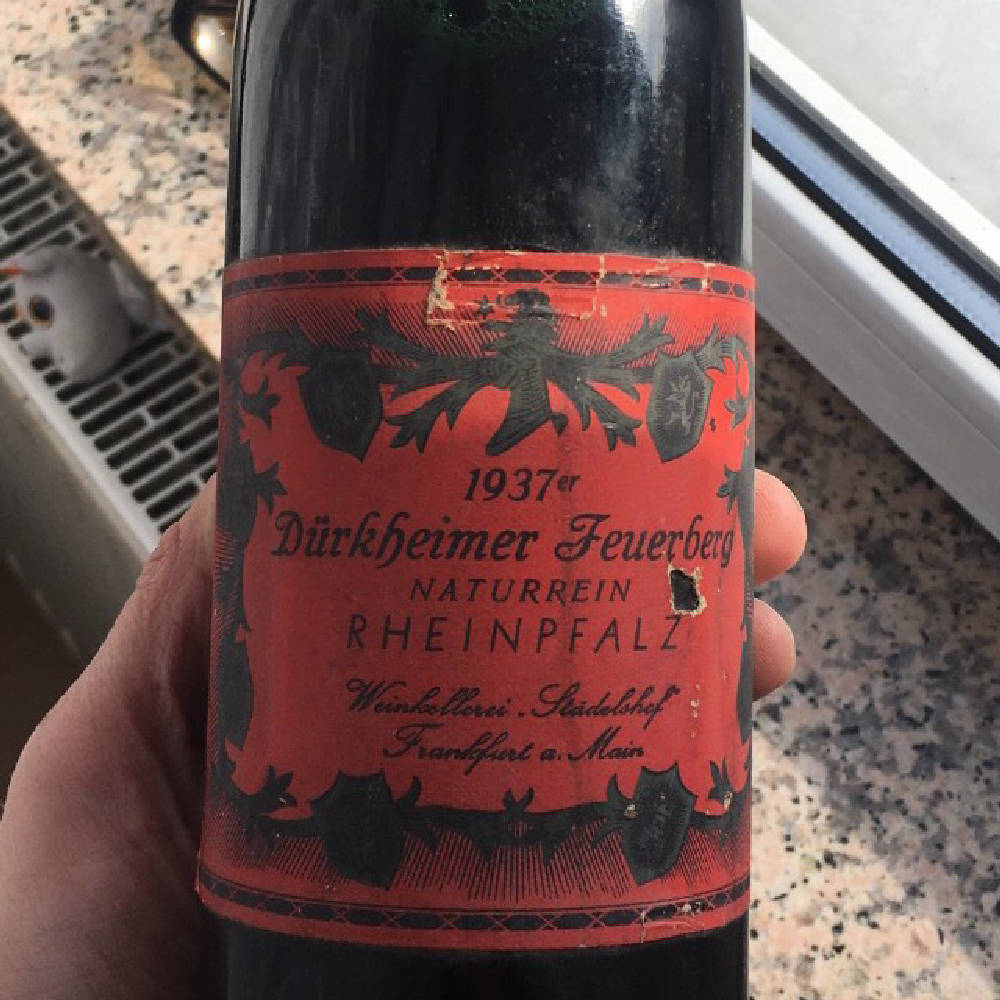 1937er
Dürkheimer Feuerberg
NATURREIN
RHEINPFALZ
Weinkellerei „Städelshof“
Frankfurt a. Main